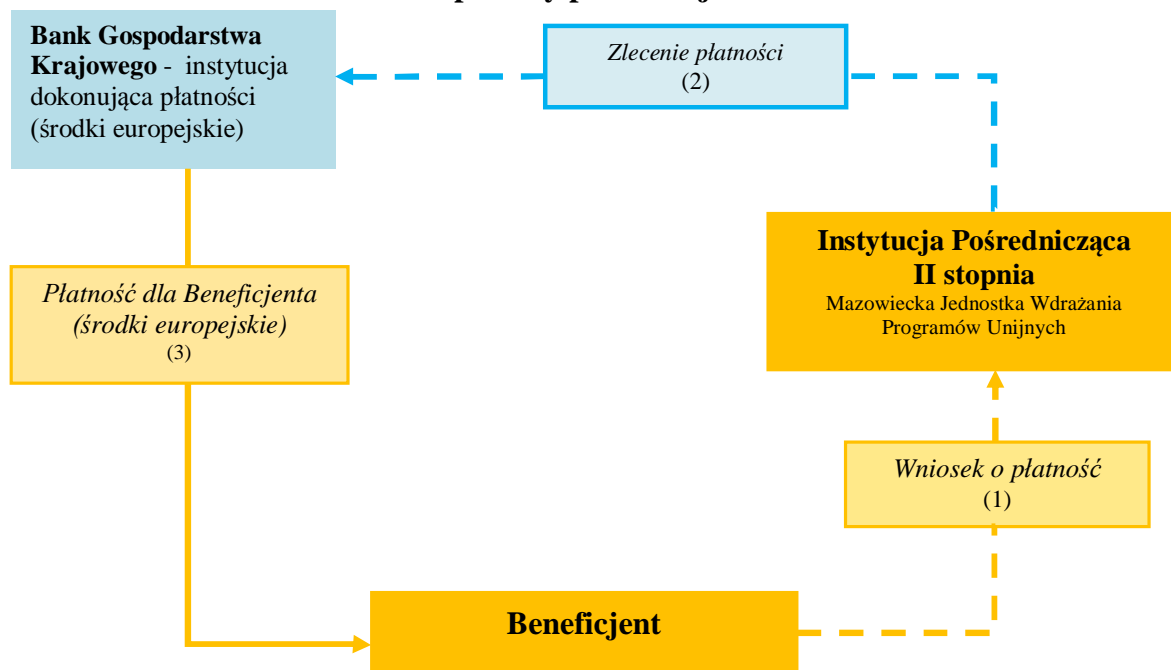 Bank Gospodarstwa
Krajowego - instytucja
dokonująca płatności
(środki europejskie)
Zlecenie płatności
(2)
Instytucja Pośrednicząca
II stopnia
Mazowiecka Jednostka Wdrażania
Programów Unijnych
Płatność dla Beneficjenta
(środki europejskie)
(3)
Wniosek o płatność
(1)
Beneficjent